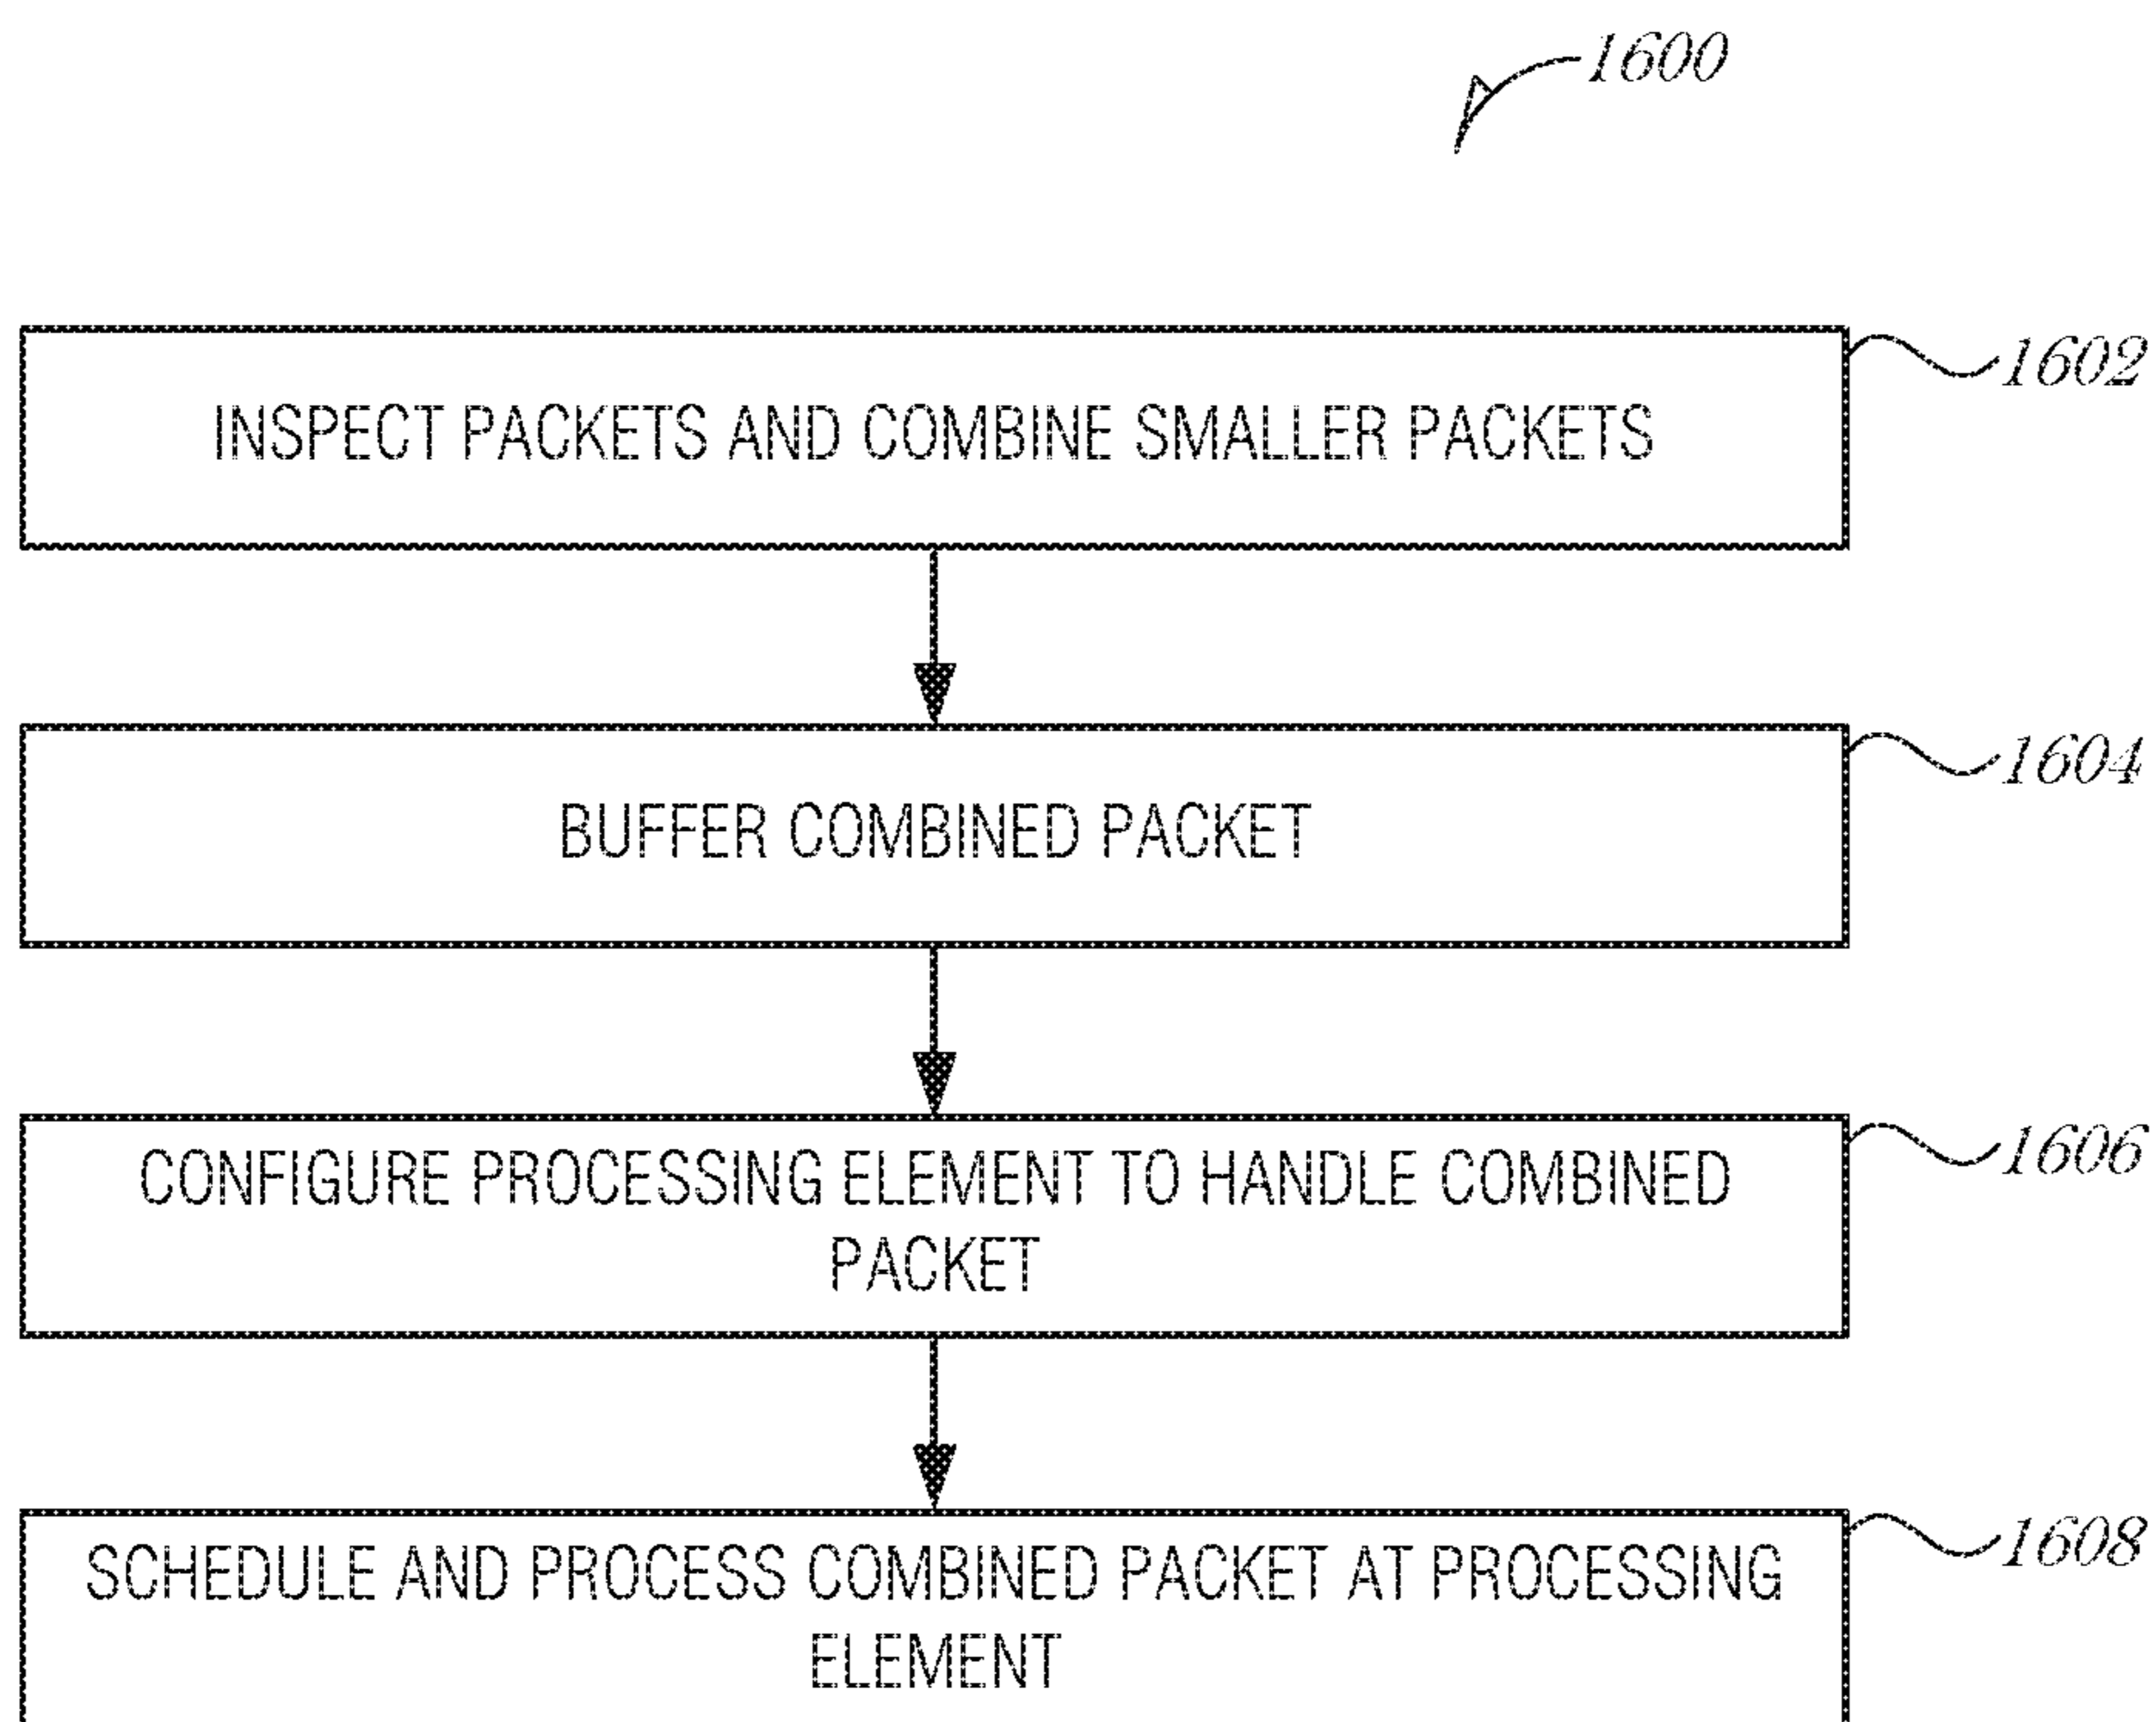 1600
INSPECT PACKETS AND COMBINE SMALLER PACKETS
1602
BUFFER COMBINED PACKET
1604
CONFIGURE PROCESSING ELEMENT TO HANDLE COMBINED
PACKET
1606
SCHEDULE AND PROCESS COMBINED PACKET AT PROCESSING
ELEMENT
1608